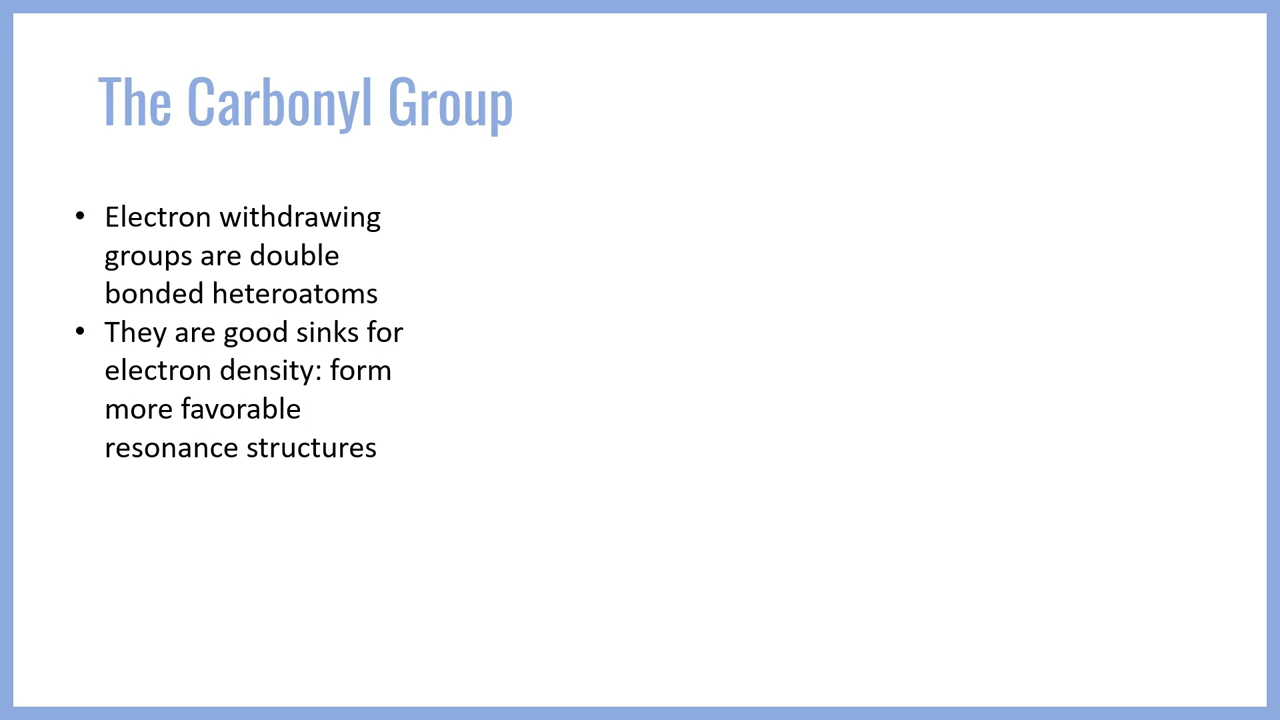 The Carbonyl Group
• Electron withdrawing
groups are double
bonded heteroatoms
• They are good sinks for
electron density: form
more favorable
resonance structures